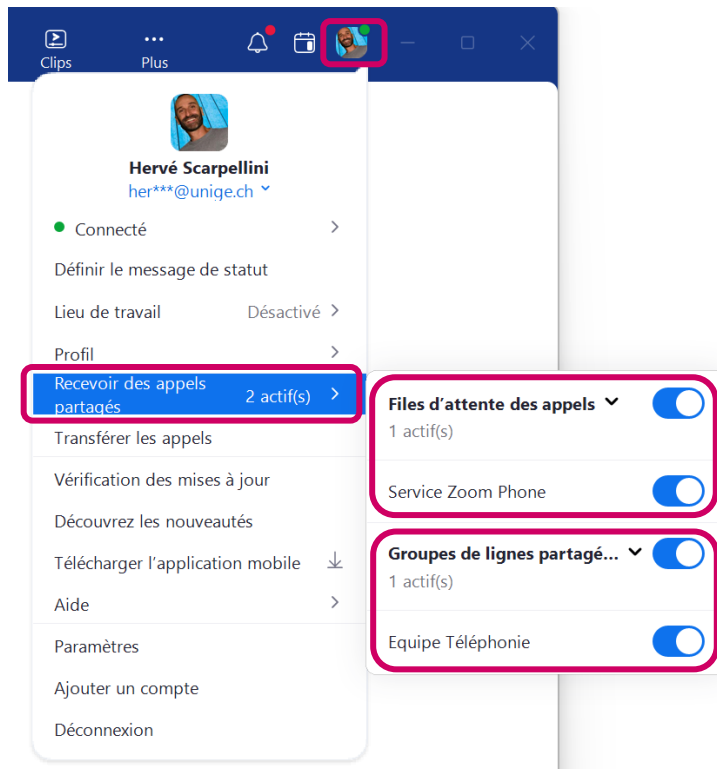 Clips
Plus
Hervé Scarpellini
her***@unige.ch
Connecté
Définir le message de statut
Lieu de travail Désactivé
Profil
Recevoir des appels
partagés
2 actif(s)
Transférer les appels
Vérification des mises à jour
Découvrez les nouveautés
Télécharger l'application mobile
Aide
Paramètres
Ajouter un compte
Déconnexion
Files d'attente des appels
1 actif(s)
Service Zoom Phone
Groupes de lignes partagé...
1 actif(s)
Equipe Téléphonie